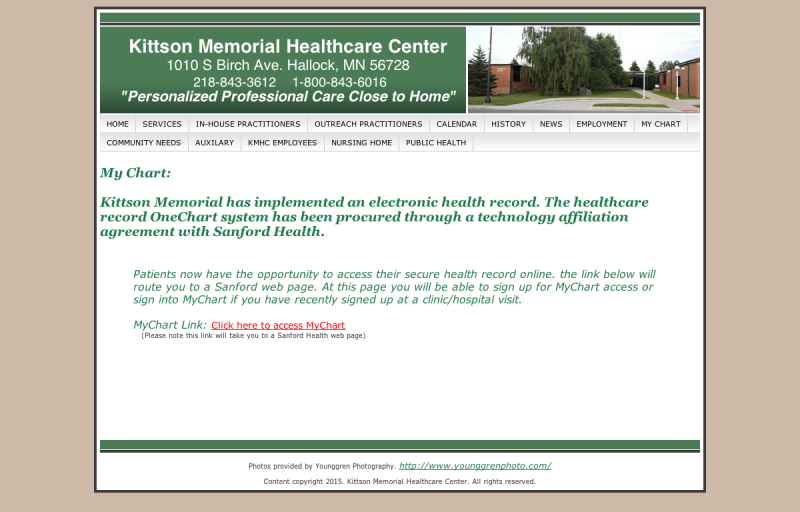 Kittson Memorial Healthcare Center
1010 S Birch Ave. Hallock, MN 56728
218-843-3612 1-800-843-6016
"Personalized Professional Care Close to Home"
HOME SERVICES IN-HOUSE PRACTITIONERS OUTREACH PRACTITIONERS CALENDAR HISTORY NEWS EMPLOYMENT MY CHART
COMMUNITY NEEDS AUXILARY KMHC EMPLOYEES NURSING HOME PUBLIC HEALTH
My Chart:
Kittson Memorial has implemented an electronic health record. The healthcare
record OneChart system has been procured through a technology affiliation
agreement with Sanford Health.
Patients now have the opportunity to access their secure health record online. the link below will
route you to a Sanford web page. At this page you will be able to sign up for MyChart access or
sign into MyChart if you have recently signed up at a clinic/hospital visit.
MyChart Link: Click here to access MyChart
(Please note this link will take you to a Sanford Health web page)
Photos provided by Younggren Photography. http://www.younggrenphoto.com/
Content copyright 2015. Kittson Memorial Healthcare Center. All rights reserved.